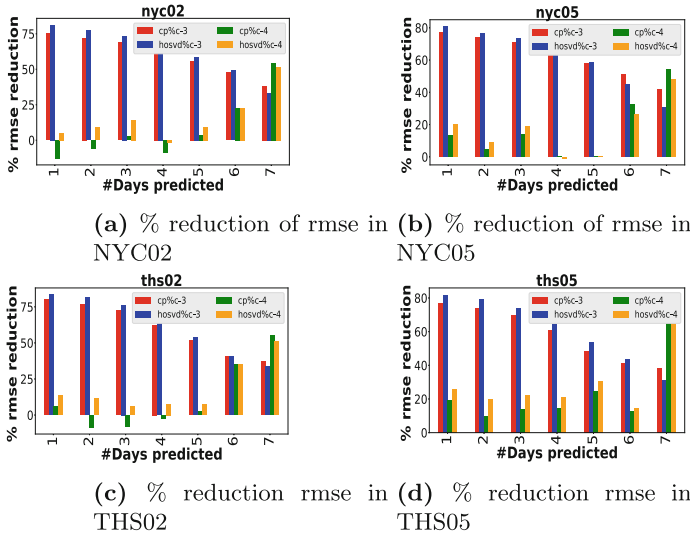 nyc02
nyc05
% rmse reduction
75
50
25
0
cp%c-3
hosvd%c-3
cp%c-4
hosvd%c-4
1 2 3 4 5 6 7
#Days predicted
% rmse reduction
80
60
40
20
0
cp%c-3
hosvd%c-3
cp%c-4
hosvd%c-4
1 2 3 4 5 6 7
#Days predicted
(a) % reduction of rmse in
NYC02
(b) % reduction of rmse in
NYC05
ths02
ths05
% rmse reduction
75
50
25
0
cp%c-3
hosvd%c-3
cp%c-4
hosvd%c-4
1 2 3 4 5 6 7
#Days predicted
% rmse reduction
80
60
40
20
0
cp%c-3
hosvd%c-3
cp%c-4
hosvd%c-4
1 2 3 4 5 6 7
#Days predicted
(c) % reduction rmse in
THS02
(d) % reduction rmse in
THS05